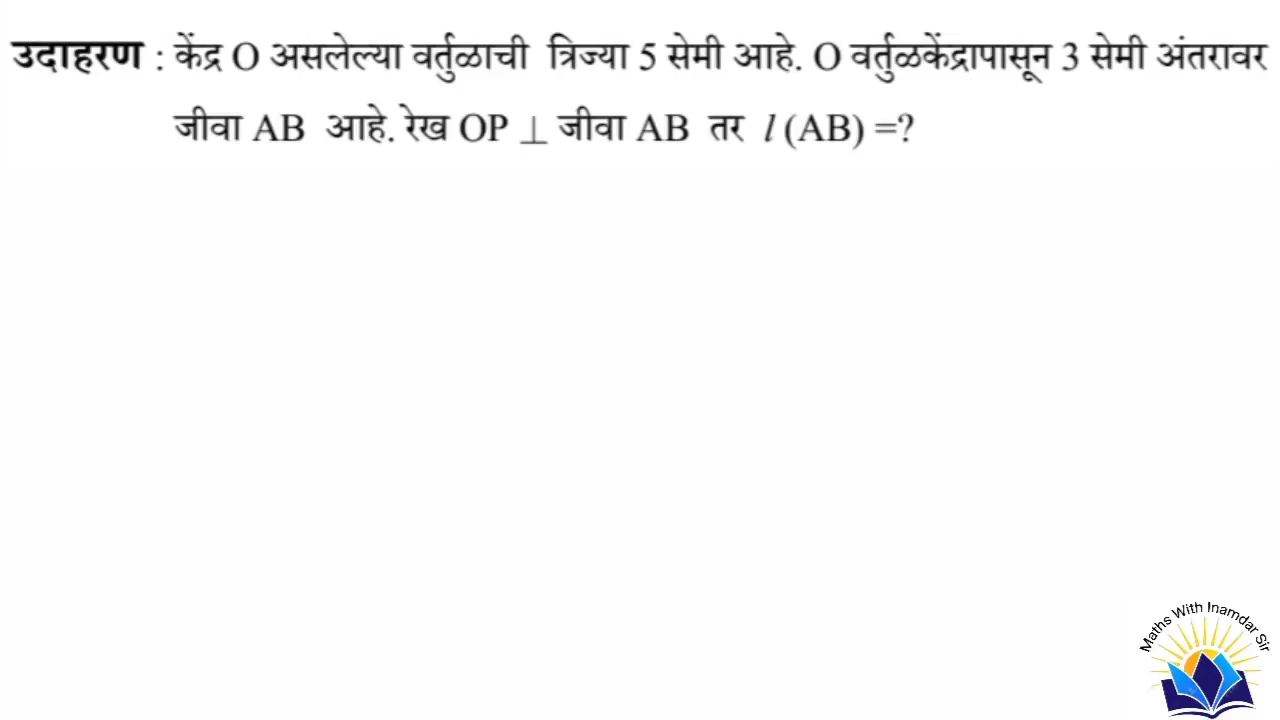 उदाहरण : केंद्र O असलेल्या वर्तुळाची त्रिज्या 5 सेमी आहे. O वर्तुळकेंद्रापासून 3 सेमी अंतरावर
जीवा AB आहे. रेख OP ⊥ जीवा AB तर l (AB) =?
Maths With Inamdar Sir